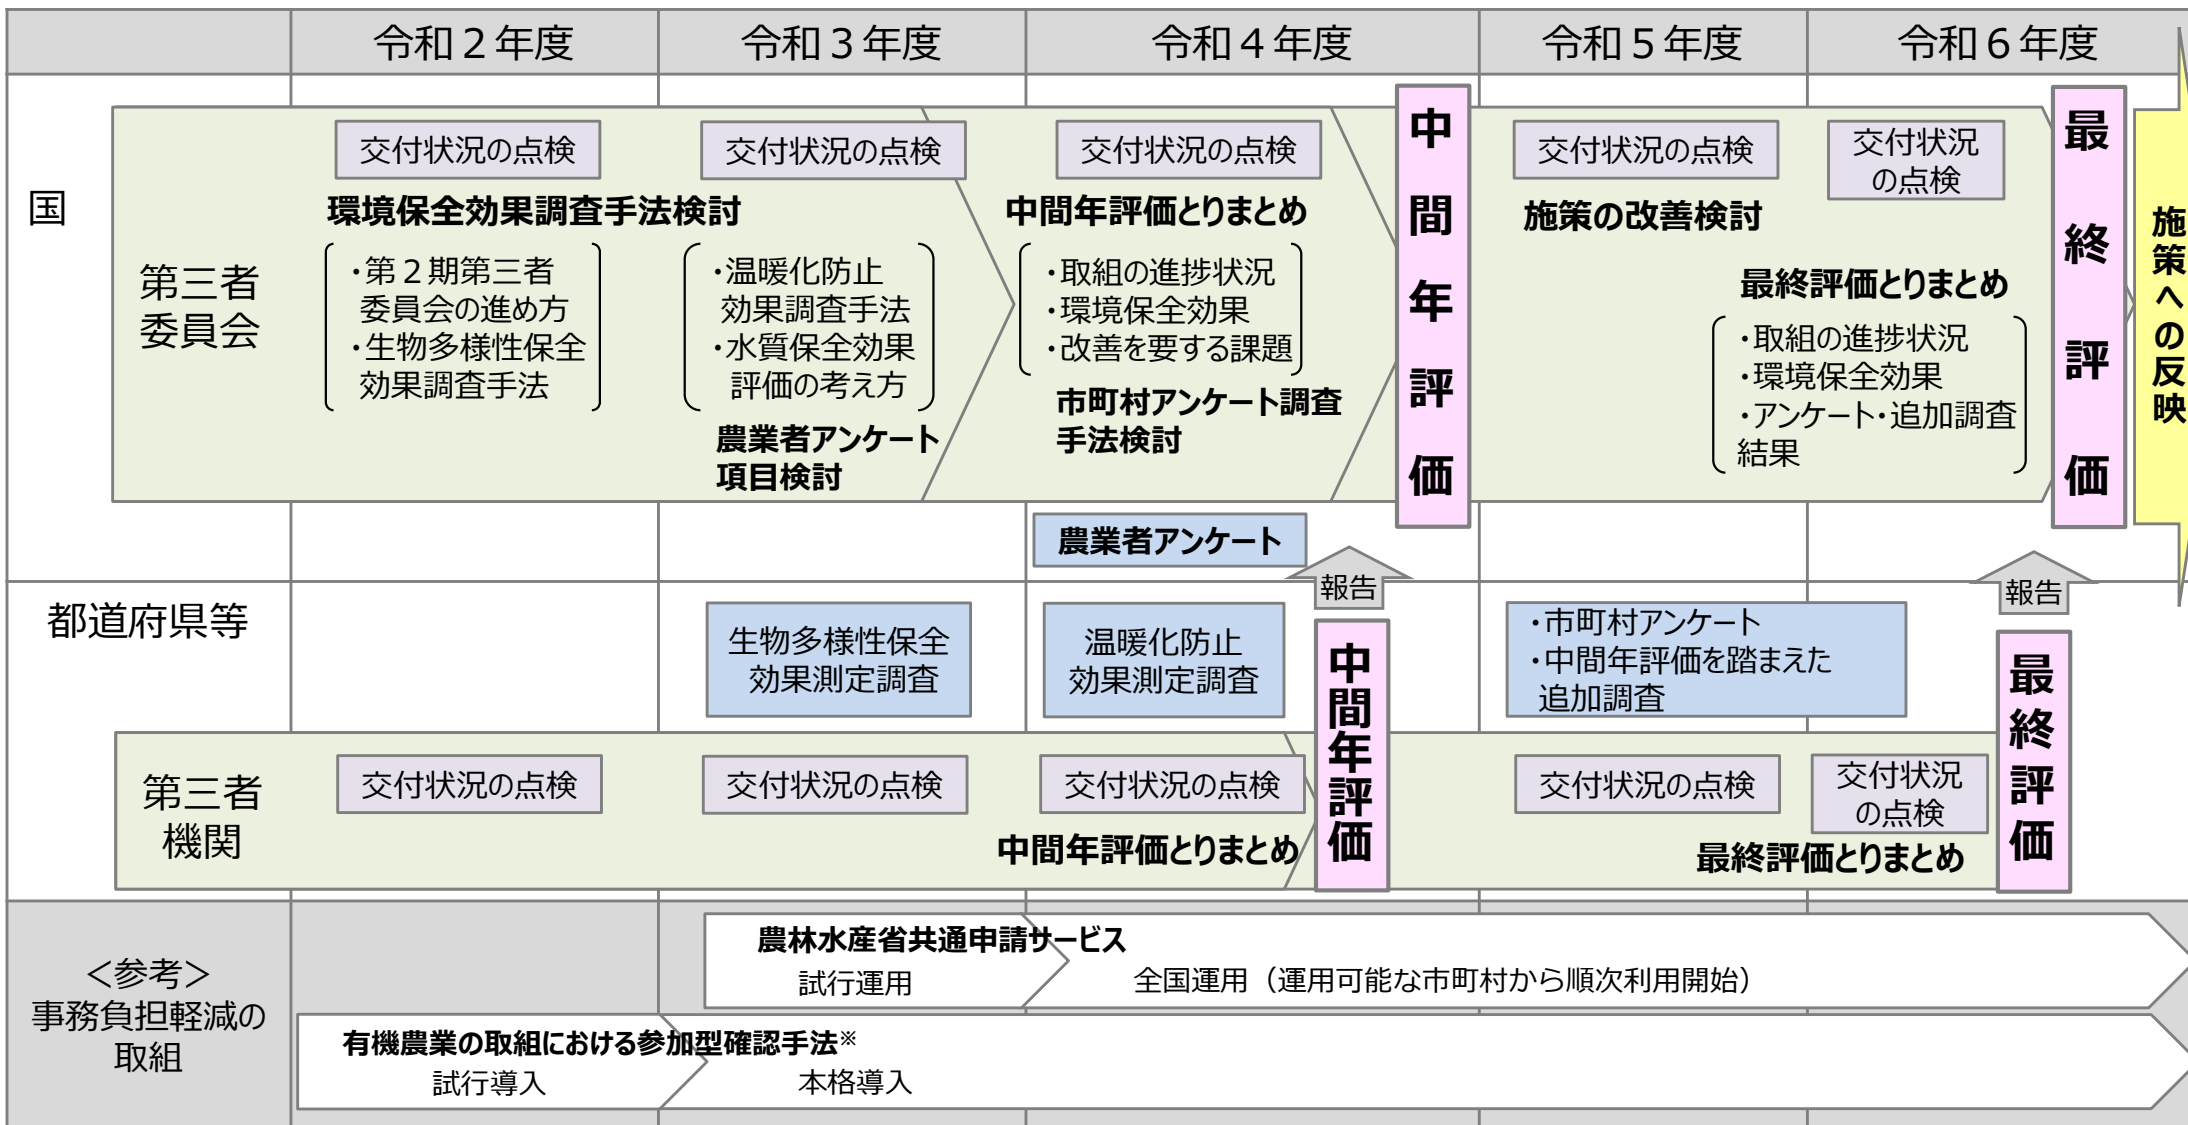 令和２年度
令和３年度
令和４年度
令和５年度
令和６年度
国
第三者
委員会
交付状況の点検
環境保全効果調査手法検討
・第２期第三者
委員会の進め方
・生物多様性保全
効果調査手法
交付状況の点検
・温暖化防止
効果調査手法
・水質保全効果
評価の考え方
農業者アンケート
項目検討
交付状況の点検
中間年評価とりまとめ
・取組の進捗状況
・環境保全効果
・改善を要する課題
市町村アンケート調査
手法検討
農業者アンケート
中間年評価
交付状況の点検
施策の改善検討
交付状況
の点検
最終評価とりまとめ
・取組の進捗状況
・環境保全効果
・アンケート・追加調査
結果
最終評価
施策への反映
都道府県等
生物多様性保全
効果測定調査
温暖化防止
効果測定調査
報告
中間年評価
・市町村アンケート
・中間年評価を踏まえた
追加調査
報告
最終評価
第三者
機関
交付状況の点検
交付状況の点検
交付状況の点検
中間年評価とりまとめ
交付状況の点検
交付状況
の点検
最終評価とりまとめ
＜参考＞
事務負担軽減の
取組
農林水産省共通申請サービス
試行運用
全国運用（運用可能な市町村から順次利用開始）
有機農業の取組における参加型確認手法※
試行導入
本格導入